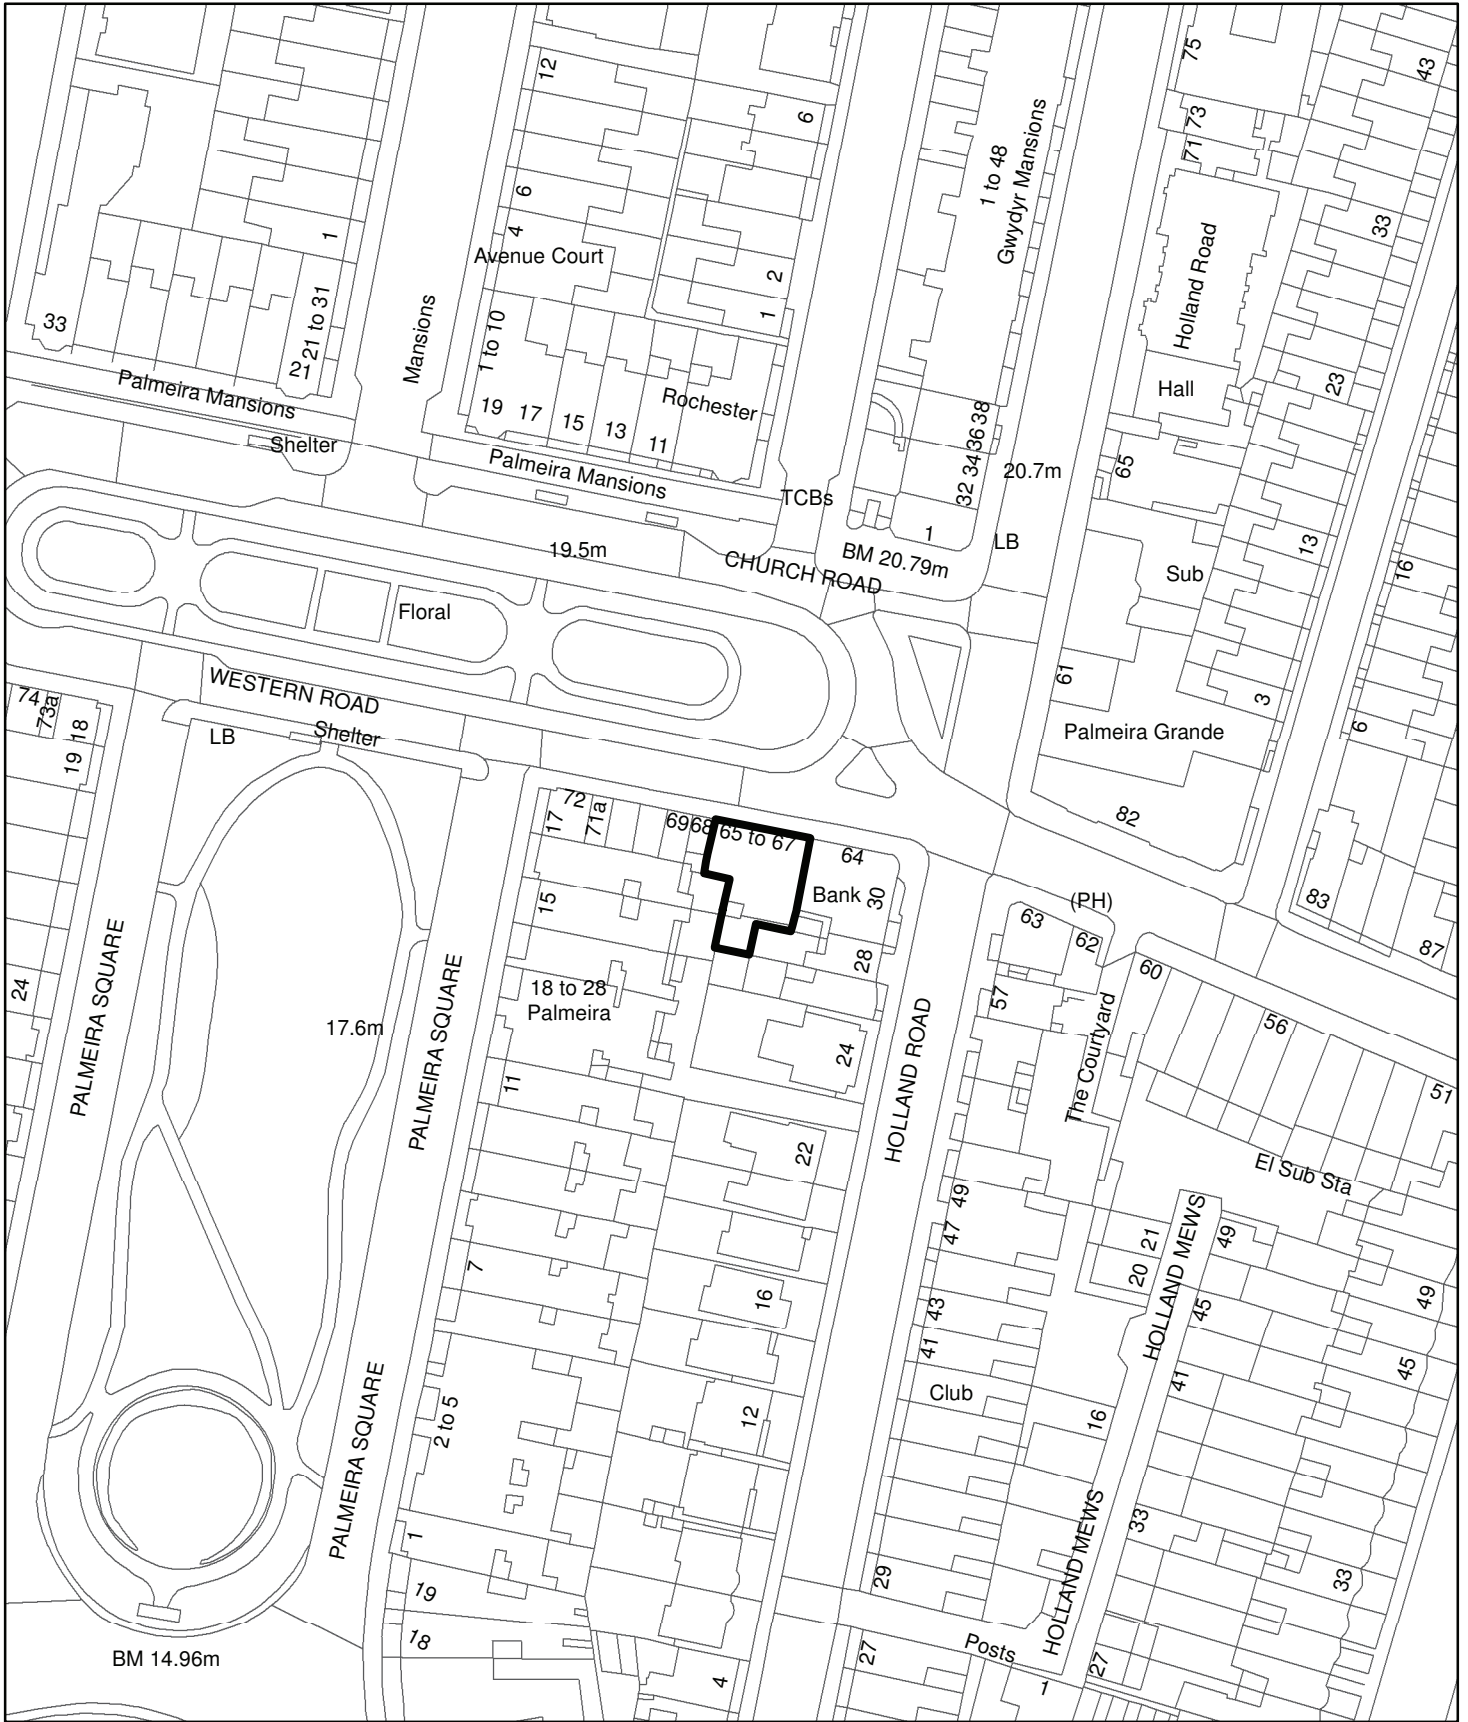 12
6
75
43
73
71
1 to 48
Gwydyr Mansions
6
4
Avenue Court
1
2
1
33
Holland Road
33
21 to 31
21
Mansions
1 to 10
Palmeira Mansions
19
17
15
13
11
Rochester
Hall
23
38
36
34
32
Shelter
Palmeira Mansions
TCBs
20.7m
65
1
LB
BM 20.79m
19.5m
CHURCH ROAD
13
16
Sub
Floral
61
3
6
WESTERN ROAD
74
73a
18
19
LB
Shelter
Palmeira Grande
82
72
17
71a
69
68
65 to 67
64
Bank
30
15
28
(PH)
63
62
60
83
87
24
PALMEIRA SQUARE
PALMEIRA SQUARE
18 to 28
Palmeira
17.6m
57
56
The Courtyard
24
HOLLAND ROAD
11
51
22
El Sub Sta
49
47
21
20
HOLLAND MEWS
49
49
7
16
43
41
45
45
41
Club
16
PALMEIRA SQUARE
2 to 5
12
1
19
18
29
HOLLAND MEWS
33
33
BM 14.96m
27
Posts
27
1
4